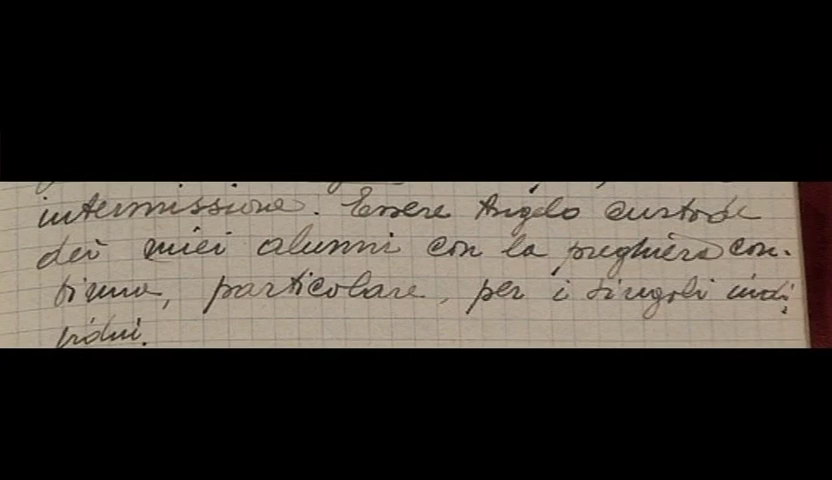 intermissione. Essere Angelo custode
dei miei alunni con la preghiera con-
tinua, particolare, per i singoli indi
vidui.